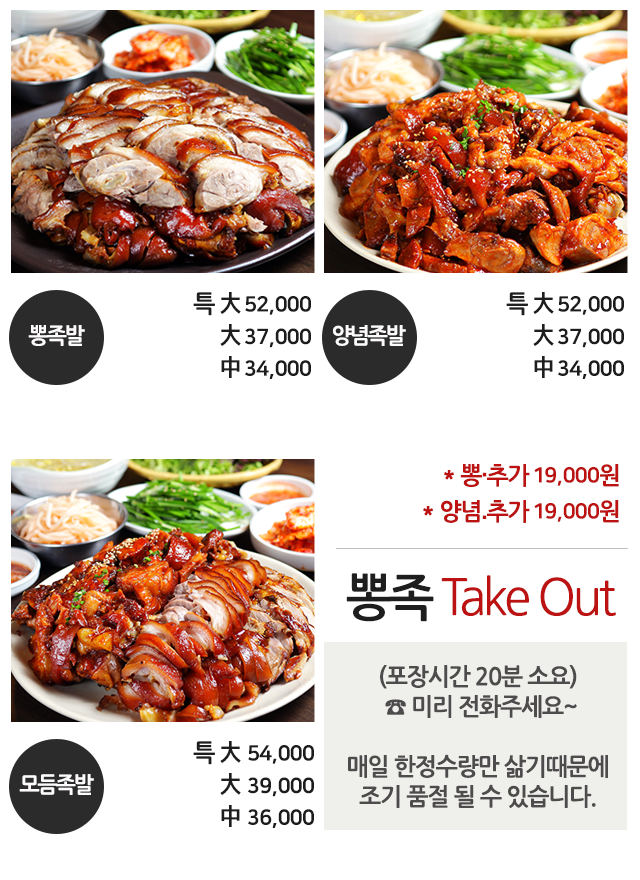 뽕족발
특 大 52,000
大 37,000
中 34,000
양념족발
특 大 52,000
大 37,000
中 34,000
* 뽕·추가 19,000원
* 양념.추가 19,000원
뽕족 Take Out
(포장시간 20분 소요)
☎ 미리 전화주세요~
매일 한정수량만 삶기때문에
조기 품절 될 수 있습니다.
모듬족발
특 大 54,000
大 39,000
中 36,000